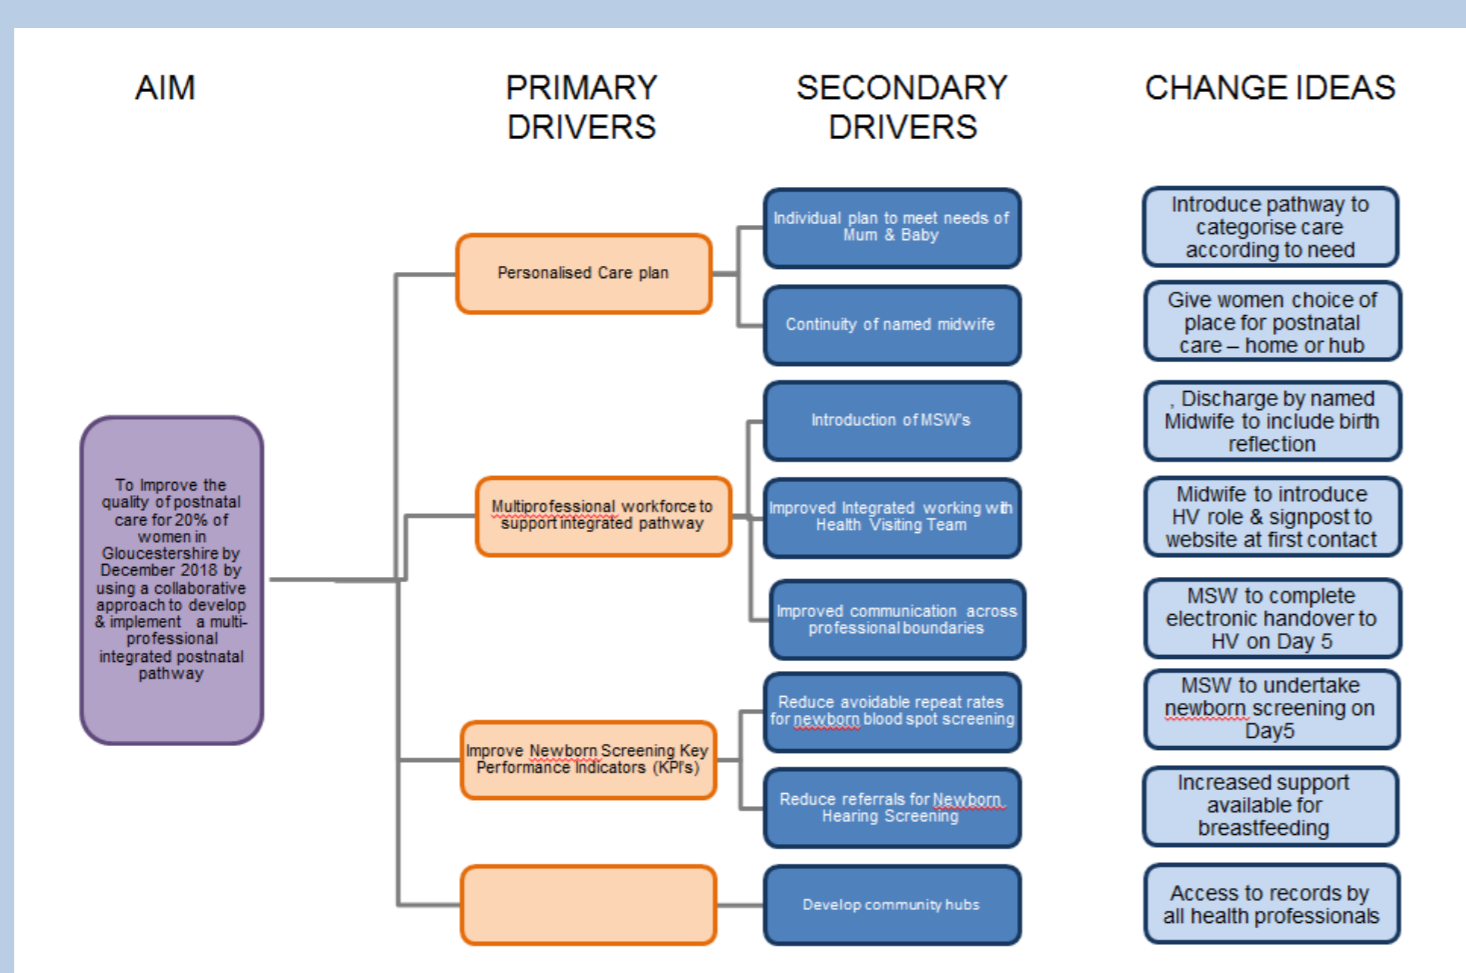 AIM
PRIMARY
DRIVERS
SECONDARY
DRIVERS
CHANGE IDEAS
To Improve the
quality of postnatal
care for 20% of
women in
Gloucestershire by
December 2018 by
using a collaborative
approach to develop
& implement a multi-
professional
integrated postnatal
pathway
Personalised Care plan
Multiprofessional workforce to
support integrated pathway
Improve Newborn Screening Key
Performance Indicators (KPI's)
Individual plan to meet needs of
Mum & Baby
Continuity of named midwife
Introduction of MSW's
Improved Integrated working with
Health Visiting Team
Improved communication across
professional boundaries
Reduce avoidable repeat rates
for newborn blood spot screening
Reduce referrals for Newborn
Hearing Screening
Develop community hubs
Introduce pathway to
categorise care
according to need
Give women choice of
place for postnatal
care – home or hub
, Discharge by named
Midwife to include birth
reflection
Midwife to introduce
HV role & signpost to
website at first contact
MSW to complete
electronic handover to
HV on Day 5
MSW to undertake
newborn screening on
Day5
Increased support
available for
breastfeeding
Access to records by
all health professionals